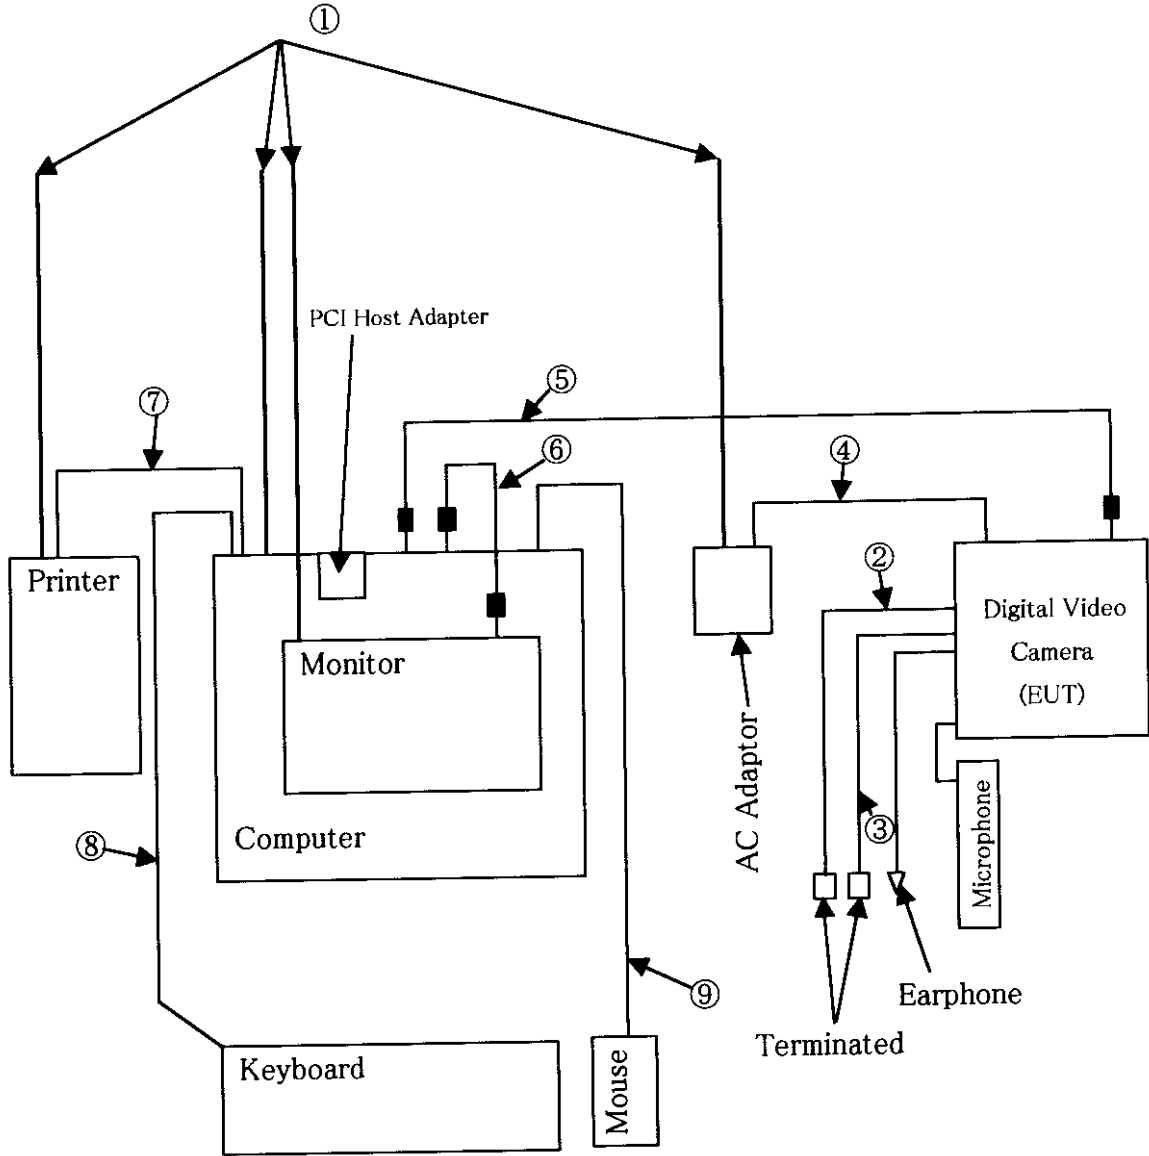 ①
PCI Host Adapter
⑤
⑦
⑥
④
②
Printer
Digital Video
Camera
(EUT)
Monitor
AC Adaptor
③
Microphone
Computer
⑧
⑨
Earphone
Terminated
Keyboard
Mouse